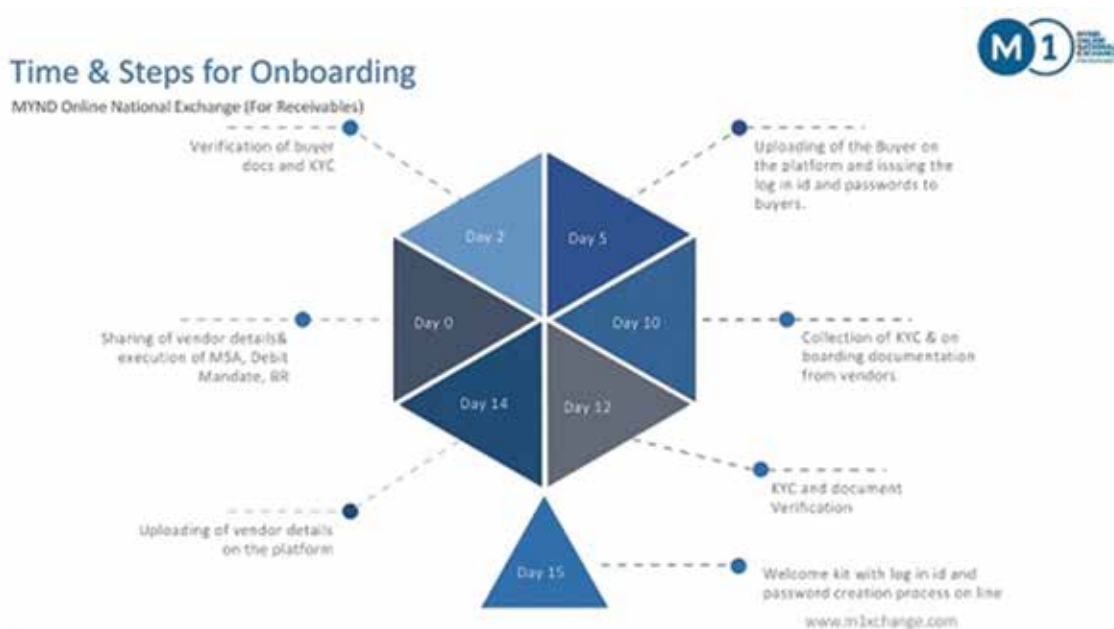 Time & Steps for Onboarding
MYND Online National Exchange (For Receivables)
M1
MYND
ONLINE
NATIONAL
EXCHANGE
Verification of buyer
docs and KYC
Uploading of the Buyer on
the platform and issuing the
log in id and passwords to
buyers.
Day 2
Day 5
Day 0
Day 10
Sharing of vendor details&
execution of MSA, Debit
Mandate, BR
Collection of KYC & on
boarding documentation
from vendors
Day 14
Day 12
KYC and document
Verification
Uploading of vendor details
on the platform
Day 15
Welcome kit with log in id and
password creation process on line
www.m1xchange.com